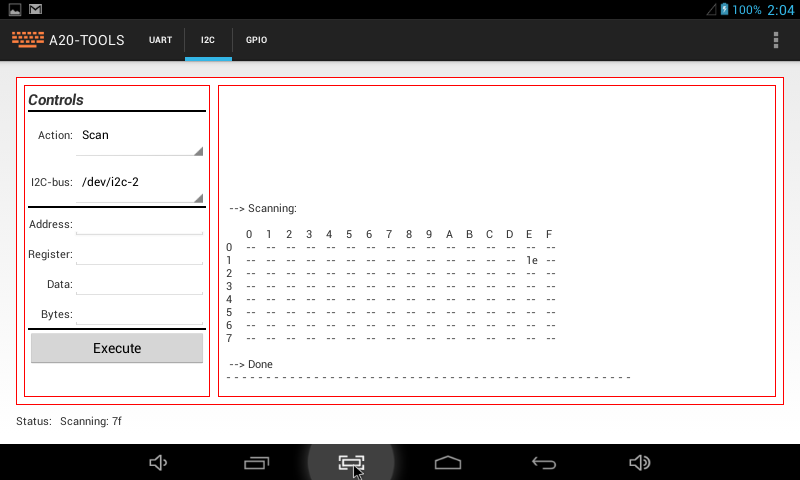 100% 2:04
A20-TOOLS UART I2C GPIO
Controls
Action: Scan
I2C-bus: /dev/i2c-2
Address:
Register:
Data:
Bytes:
Execute
--> Scanning:
0 1 2 3 4 5 6 7 8 9 A B C D E F
0 -- -- -- -- -- -- -- -- -- -- -- -- -- -- -- --
1 -- -- -- -- -- -- -- -- -- -- -- -- -- -- 1e --
2 -- -- -- -- -- -- -- -- -- -- -- -- -- -- -- --
3 -- -- -- -- -- -- -- -- -- -- -- -- -- -- -- --
4 -- -- -- -- -- -- -- -- -- -- -- -- -- -- -- --
5 -- -- -- -- -- -- -- -- -- -- -- -- -- -- -- --
6 -- -- -- -- -- -- -- -- -- -- -- -- -- -- -- --
7 -- -- -- -- -- -- -- -- -- -- -- -- -- -- -- --
--> Done
- - - - - - - - - - - - - - - - - - - - - - - - - - - - - - - - - - - - - - - - - - - - - - - - - - -
Status: Scanning: 7f